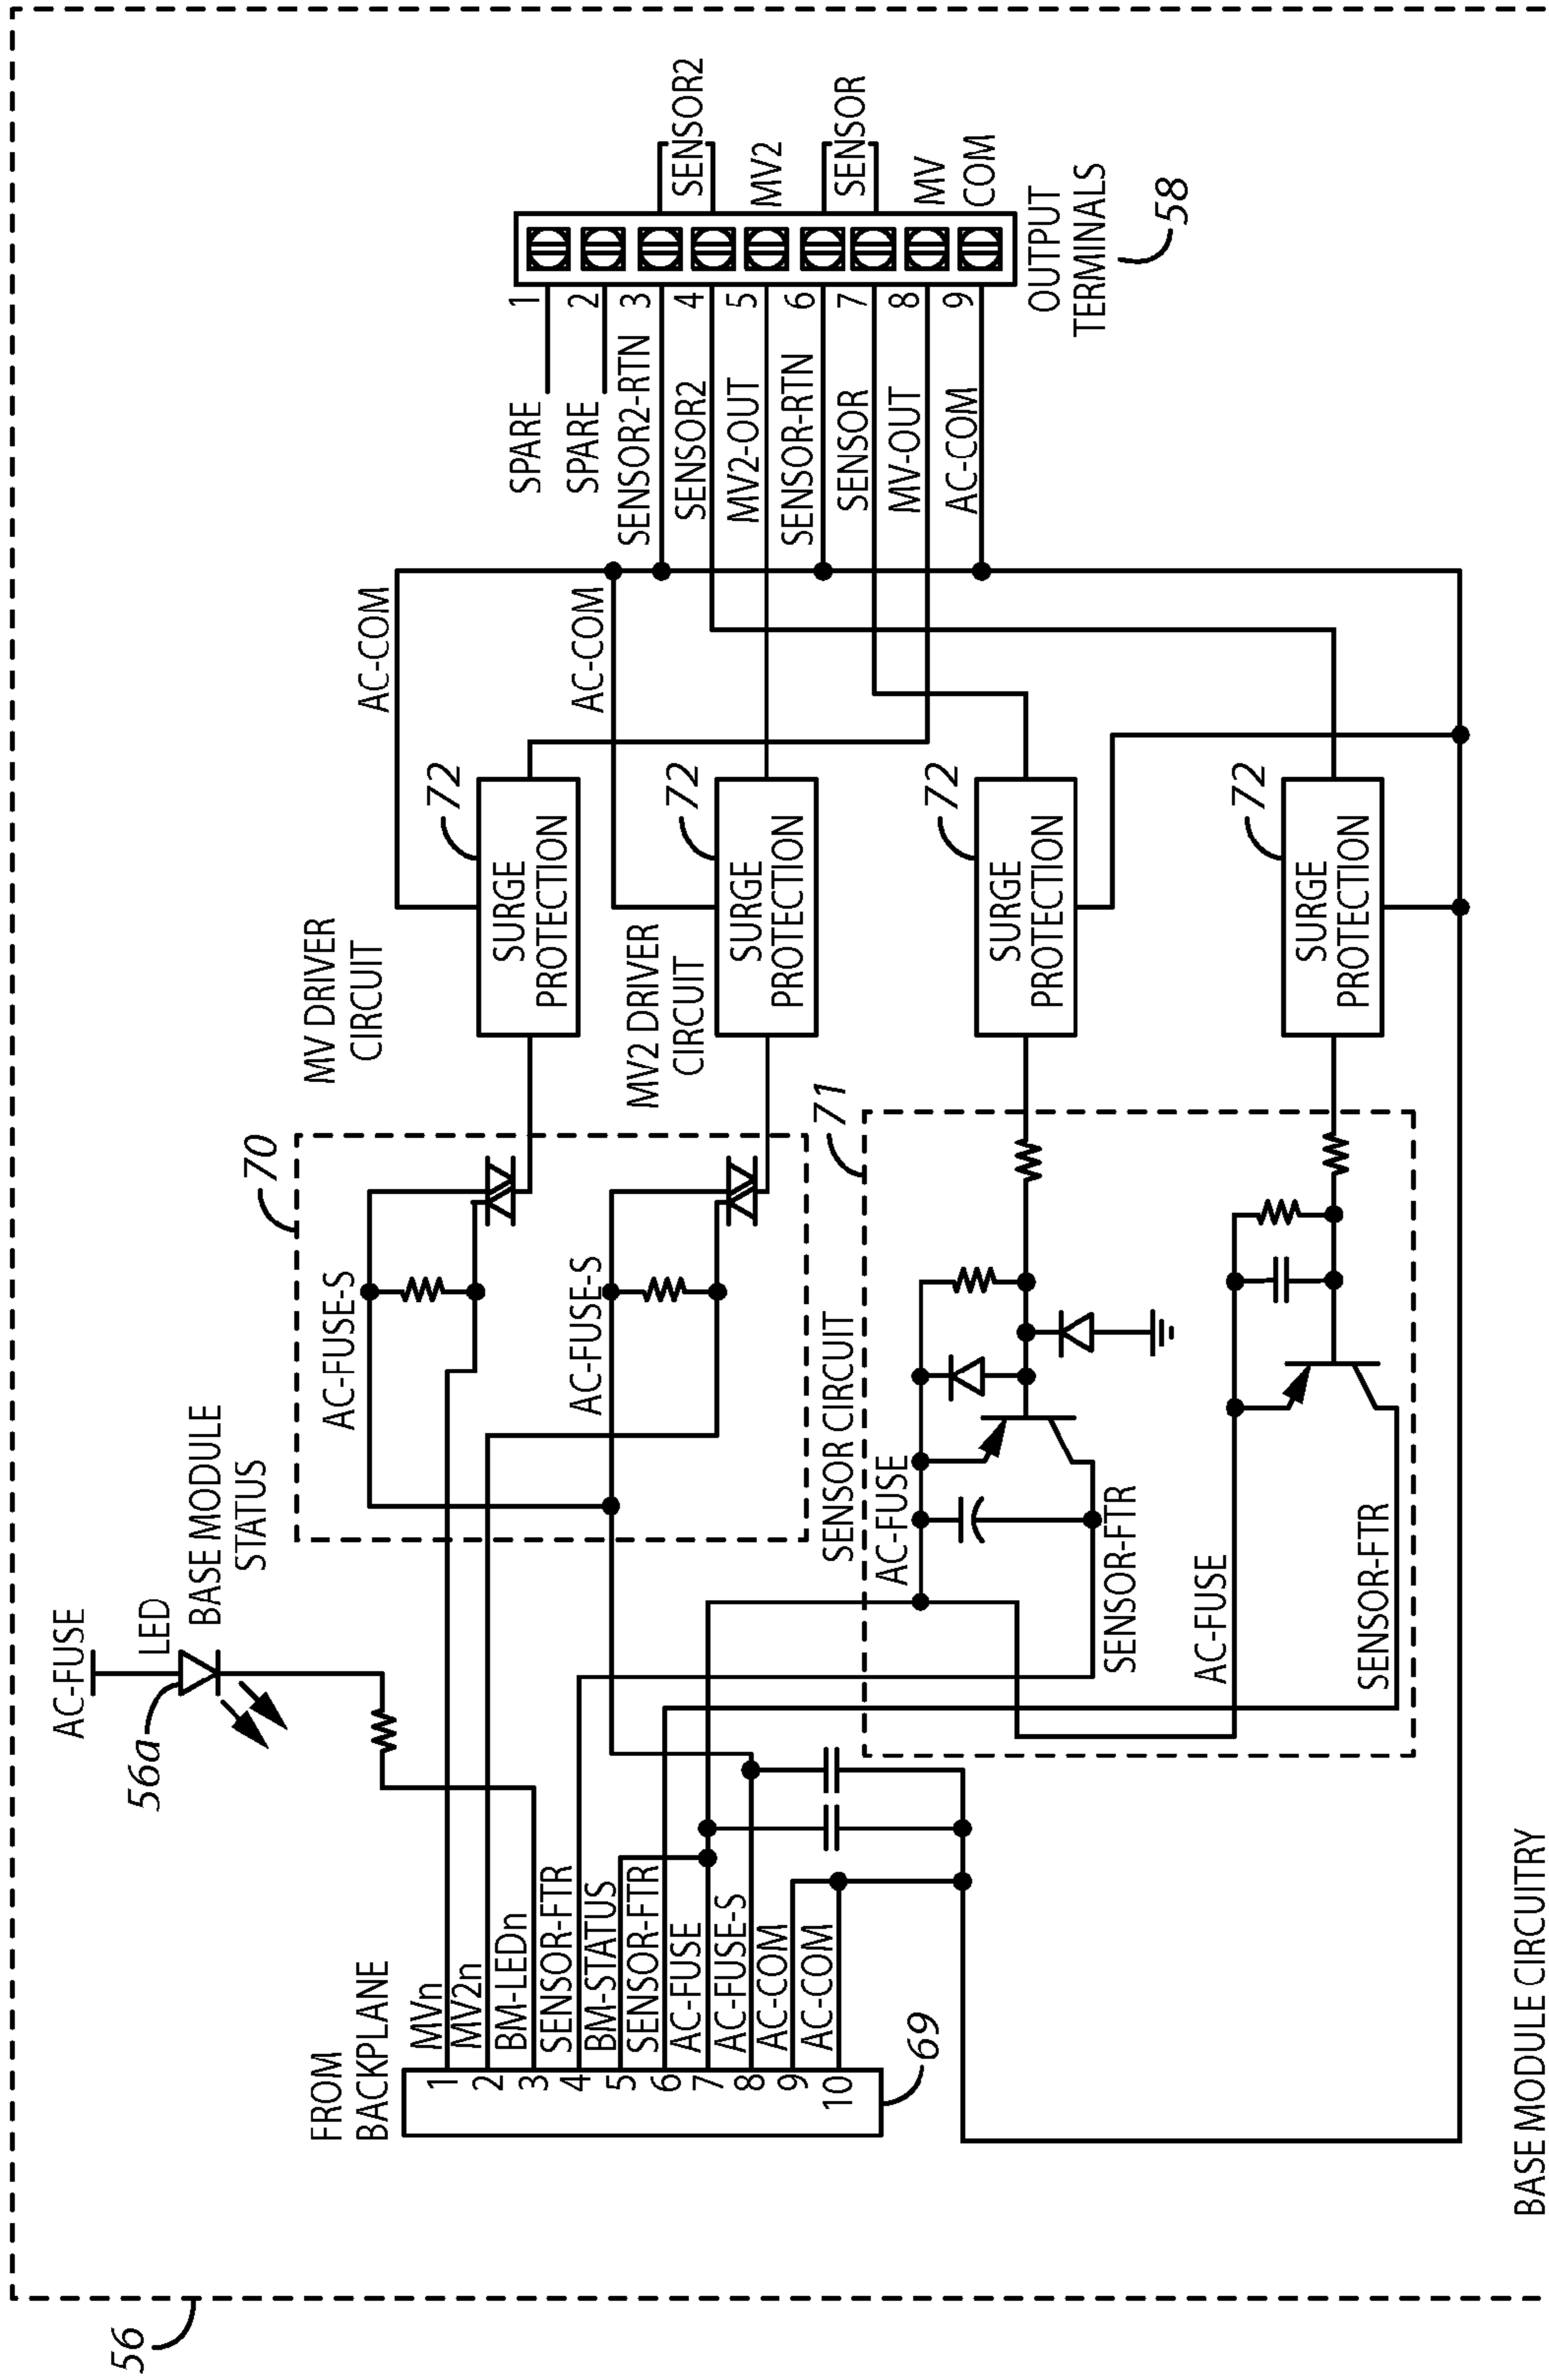 56
AC-FUSE
LED
56a
BASE MODULE
STATUS
FROM
BACKPLANE
1
2
3
4
5
6
7
8
9
10
MVn
MV2n
BM-LEDn
SENSOR-FTR
BM-STATUS
SENSOR-FTR
AC-FUSE
AC-FUSE-S
AC-COM
AC-COM
69
70
AC-FUSE-S
AC-FUSE-S
MV DRIVER
CIRCUIT
MV2 DRIVER
CIRCUIT
SENSOR CIRCUIT
71
AC-FUSE
SENSOR-FTR
AC-FUSE
SENSOR-FTR
72
SURGE
PROTECTION
72
SURGE
PROTECTION
72
SURGE
PROTECTION
72
SURGE
PROTECTION
AC-COM
AC-COM
SPARE
SPARE
SENSOR2-RTN
SENSOR2
MV2-OUT
SENSOR-RTN
SENSOR
MV-OUT
AC-COM
1
2
3
4
5
6
7
8
9
SENSOR2
MV2
SENSOR
MV
COM
OUTPUT
TERMINALS
58
BASE MODULE CIRCUITRY